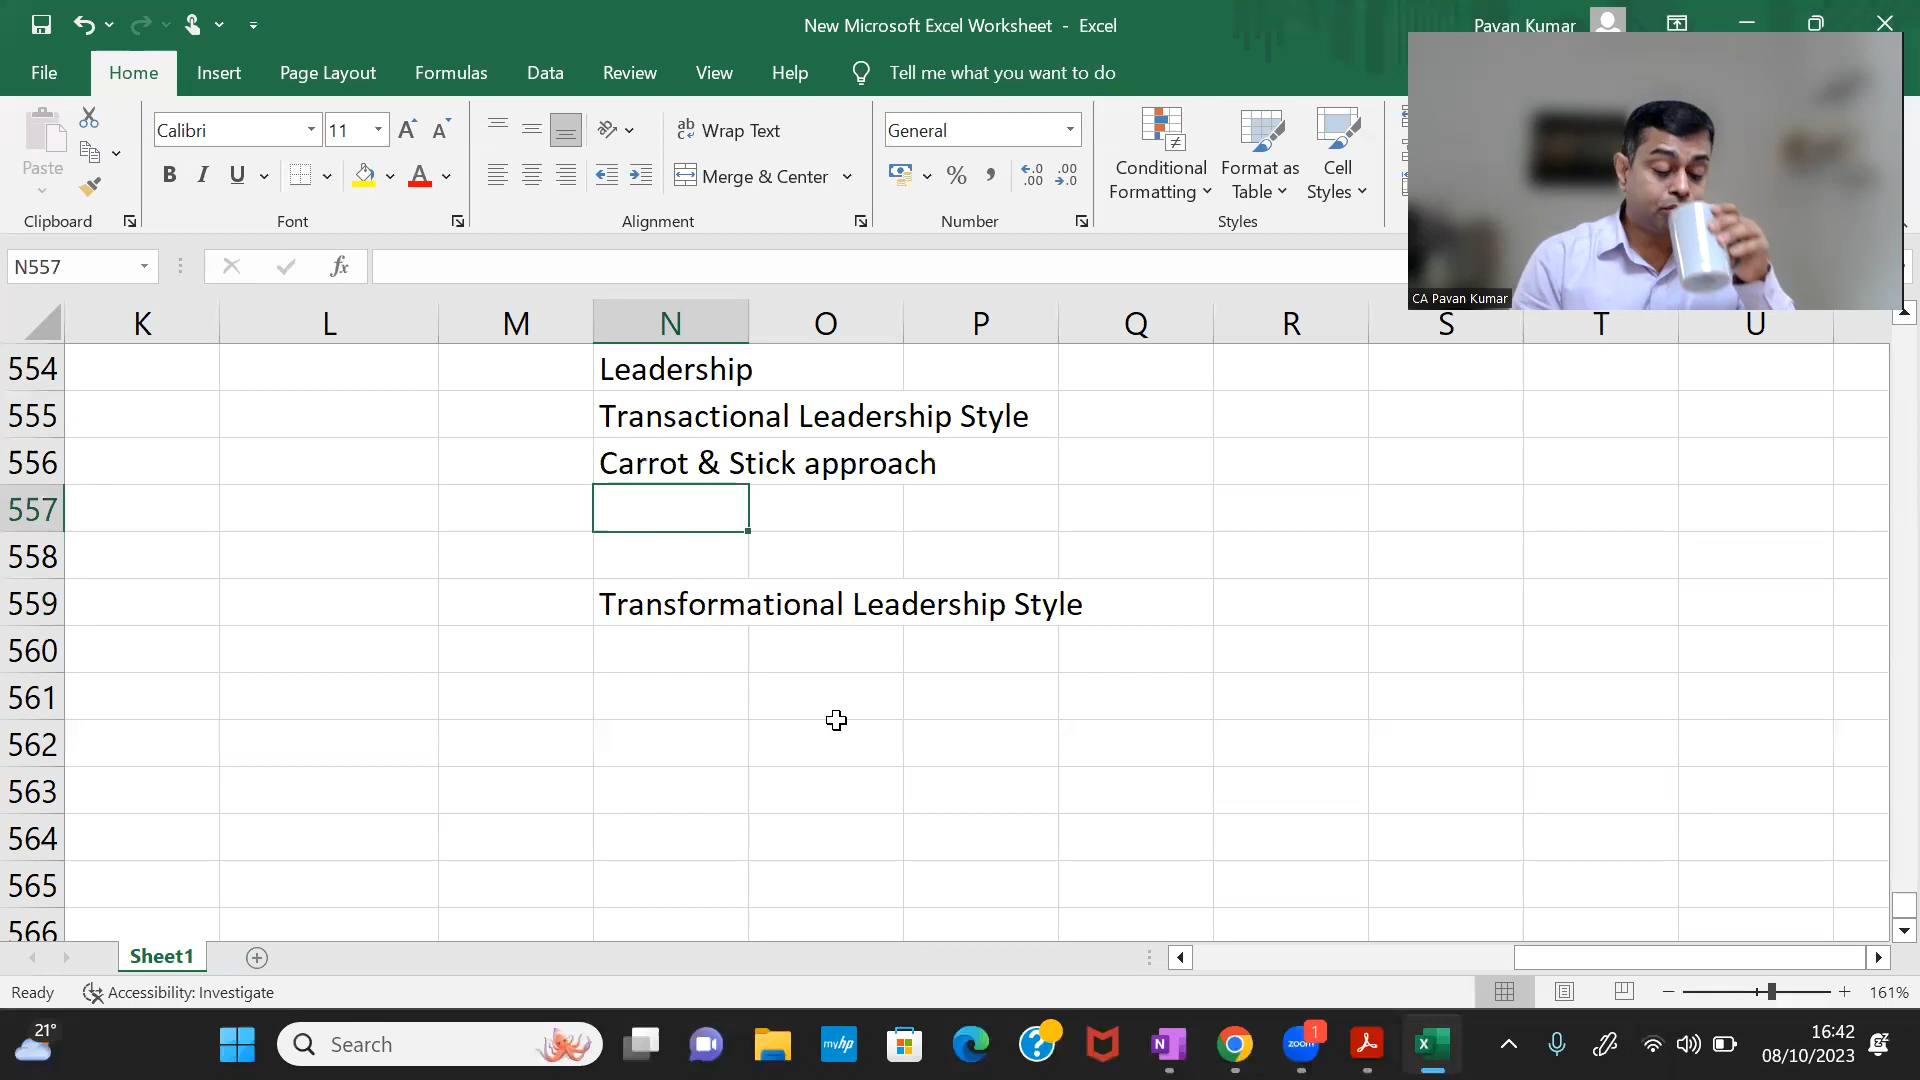 New Microsoft Excel Worksheet - Excel
Pavan Kumar
File Home Insert Page Layout Formulas Data Review View Help Tell me what you want to do
Paste
Clipboard
Calibri 11
B I U A
Font
Wrap Text
Merge & Center
Alignment
General
% ,
Number
Conditional Formatting
Format as Table
Cell Styles
Styles
CA Pavan Kumar
N557
fx
K L M N O P Q R S T U
554 Leadership
555 Transactional Leadership Style
556 Carrot & Stick approach
557
558
559 Transformational Leadership Style
560
561
562
563
564
565
566
Sheet1
Ready Accessibility: Investigate 161%
21°
Search
myhp
zoom 1
16:42
08/10/2023